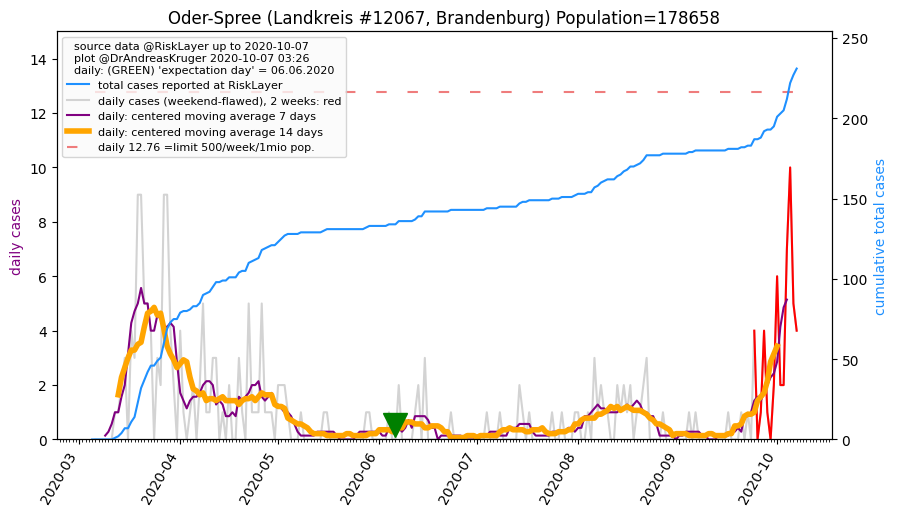 Oder-Spree (Landkreis #12067, Brandenburg) Population=178658
source data @RiskLayer up to 2020-10-07
plot @DrAndreasKruger 2020-10-07 03:26
daily: (GREEN) 'expectation day' = 06.06.2020
total cases reported at RiskLayer
daily cases (weekend-flawed), 2 weeks: red
daily: centered moving average 7 days
daily: centered moving average 14 days
daily 12.76 =limit 500/week/1mio pop.
daily cases
14
12
10
8
6
4
2
0
cumulative total cases
250
200
150
100
50
0
2020-03
2020-04
2020-05
2020-06
2020-07
2020-08
2020-09
2020-10